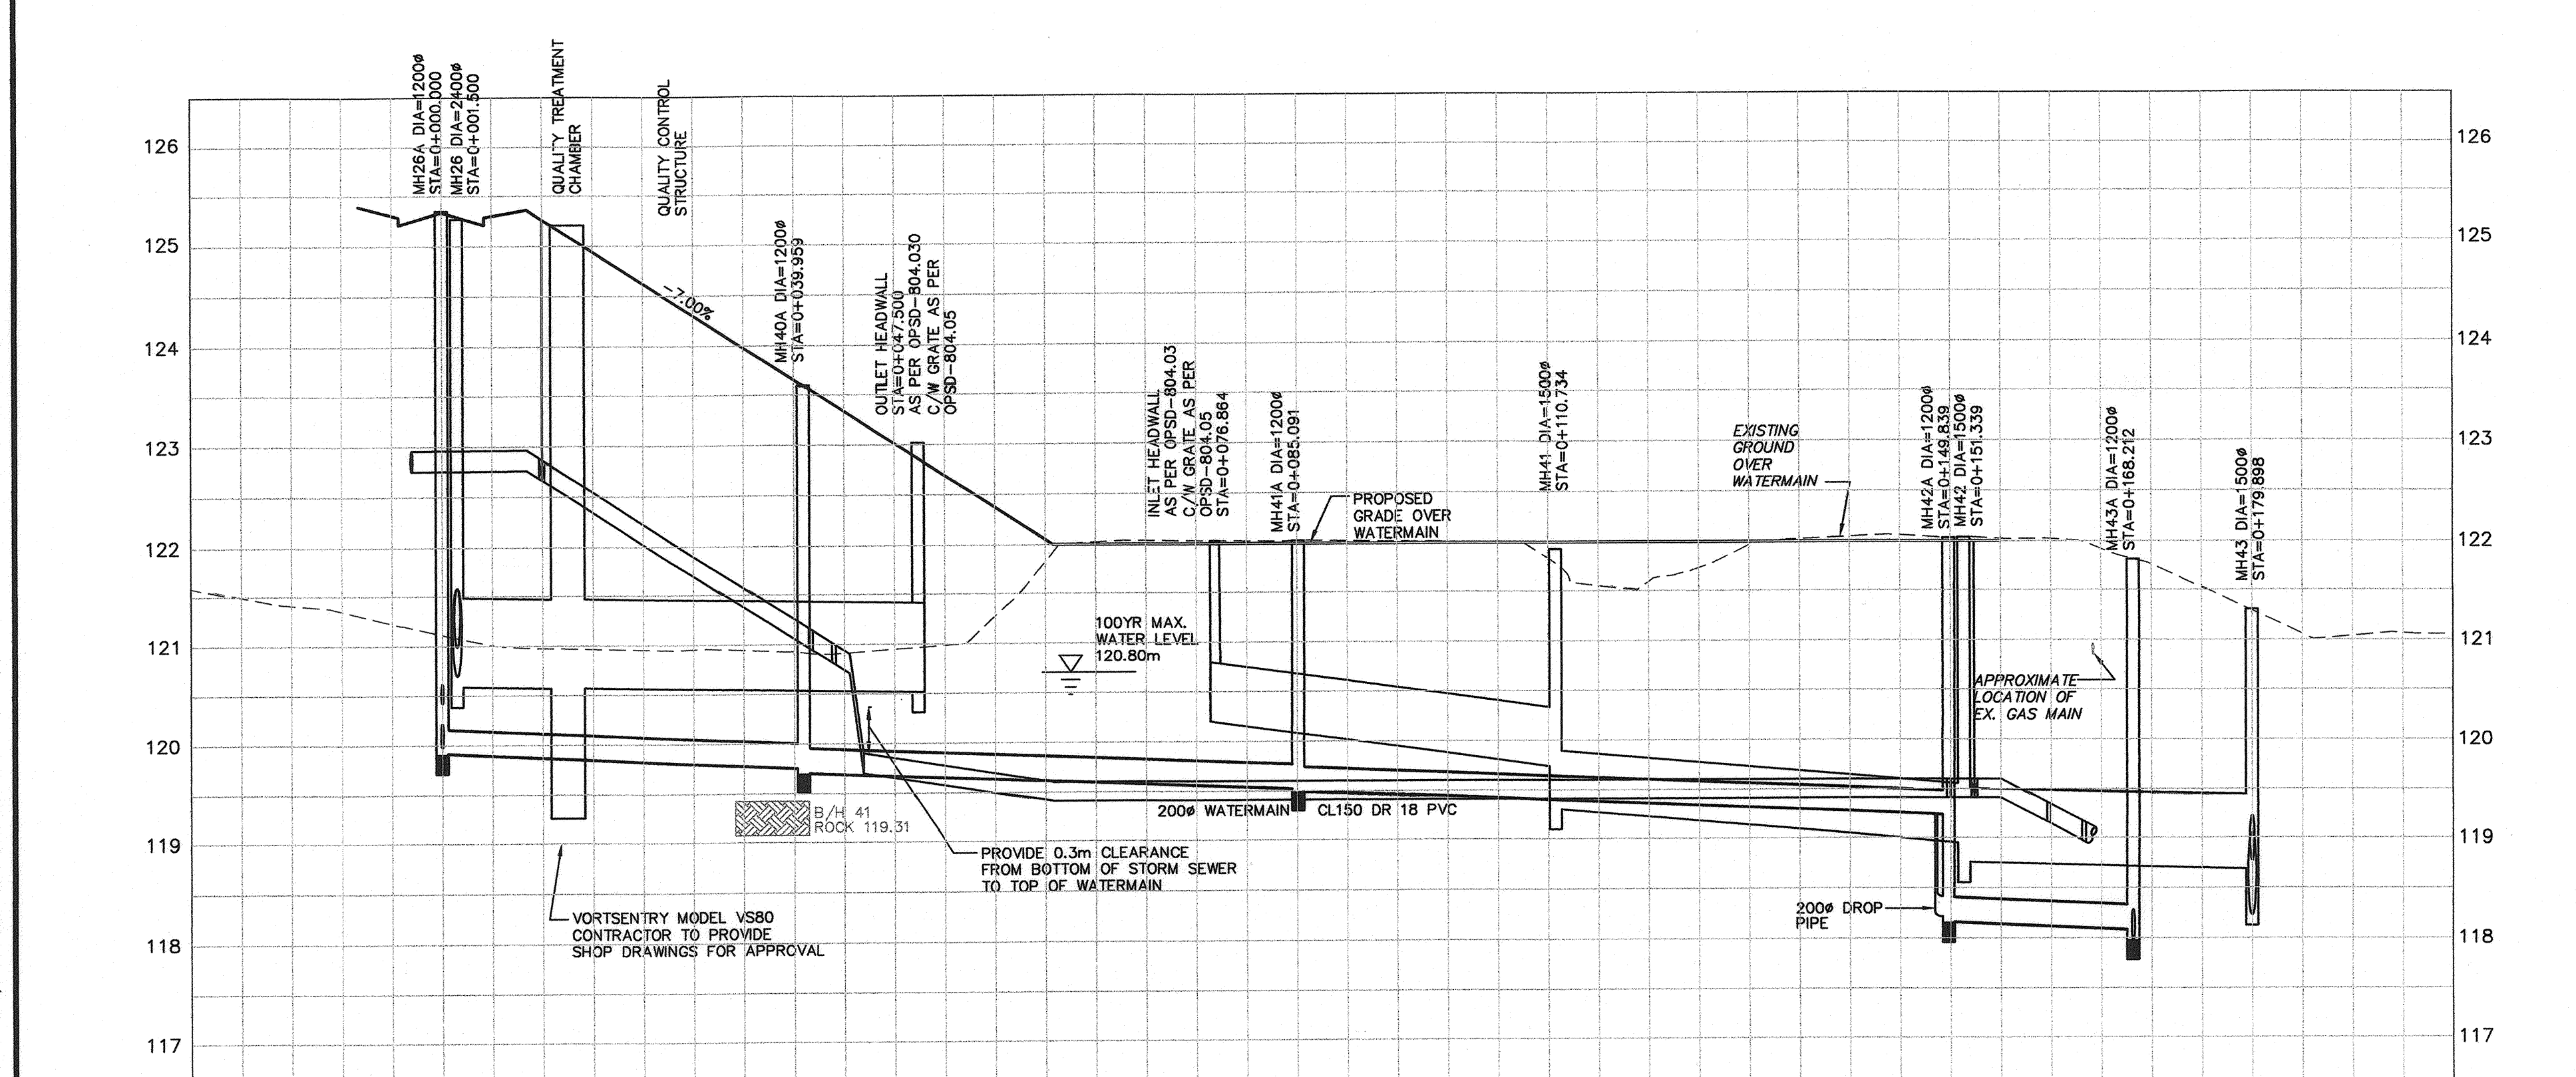 MH26A DIA=1200ø
STA=0+000.000
MH26 DIA=2400ø
STA=0+001.500
QUALITY TREATMENT
CHAMBER
QUALITY CONTROL
STRUCTURE
126
125
124
123
122
121
120
119
118
117
-7.00%
MH40A DIA=1200ø
STA=0+039.959
OUTLET HEADWALL
STA=0+047.500
AS PER OPSD-804.030
C/W GRATE AS PER
OPSD-804.05
INLET HEADWALL
AS PER OPSD-804.03
C/W GRATE AS PER
OPSD-804.05
STA=0+076.864
MH41A DIA=1200ø
STA=0+085.091
PROPOSED
GRADE OVER
WATERMAIN
MH41 DIA=1500ø
STA=0+110.734
EXISTING
GROUND
OVER
WATERMAIN
MH42A DIA=1200ø
STA=0+149.839
MH42 DIA=1500ø
STA=0+151.339
MH43A DIA=1200ø
STA=0+168.212
MH43 DIA=1500ø
STA=0+179.898
100YR MAX.
WATER LEVEL
120.80m
APPROXIMATE
LOCATION OF
EX. GAS MAIN
B/H 41
ROCK 119.31
200ø WATERMAIN CL150 DR 18 PVC
PROVIDE 0.3m CLEARANCE
FROM BOTTOM OF STORM SEWER
TO TOP OF WATERMAIN
VORTSENTRY MODEL VS80
CONTRACTOR TO PROVIDE
SHOP DRAWINGS FOR APPROVAL
200ø DROP
PIPE
126
125
124
123
122
121
120
119
118
117